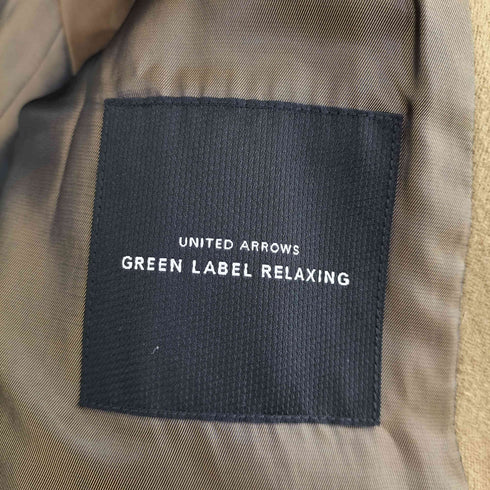 UNITED ARROWS
GREEN LABEL RELAXING